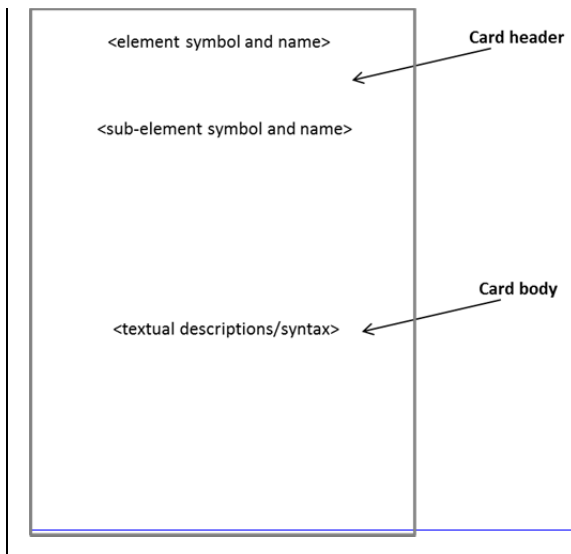 <element symbol and name>
Card header
<sub-element symbol and name>
Card body
<textual descriptions/syntax>